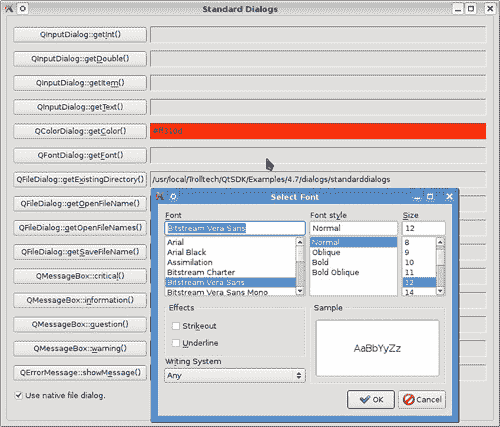 Standard Dialogs
QInputDialog::getInt()
QInputDialog::getDouble()
QInputDialog::getItem()
QInputDialog::getText()
QColorDialog::getColor()
QFontDialog::getFont()
QFileDialog::getExistingDirectory() /usr/local/Trolltech/QtSDK/Examples/4.7/dialogs/standarddialogs
QFileDialog::getOpenFileName()
QFileDialog::getOpenFileNames()
QFileDialog::getSaveFileName()
QMessageBox::critical()
QMessageBox::information()
QMessageBox::question()
QMessageBox::warning()
QErrorMessage::showMessage()
Use native file dialog.
Select Font
Font
Bitstream Vera Sans
Arial
Arial Black
Assimilation
Bitstream Charter
Bitstream Vera Sans
Bitstream Vera Sans Mono
Font style
Normal
Normal
Oblique
Bold
Bold Oblique
Size
12
8
9
10
11
12
14
Effects
Strikeout
Underline
Sample
AaBbYyZz
Writing System
Any
OK
Cancel